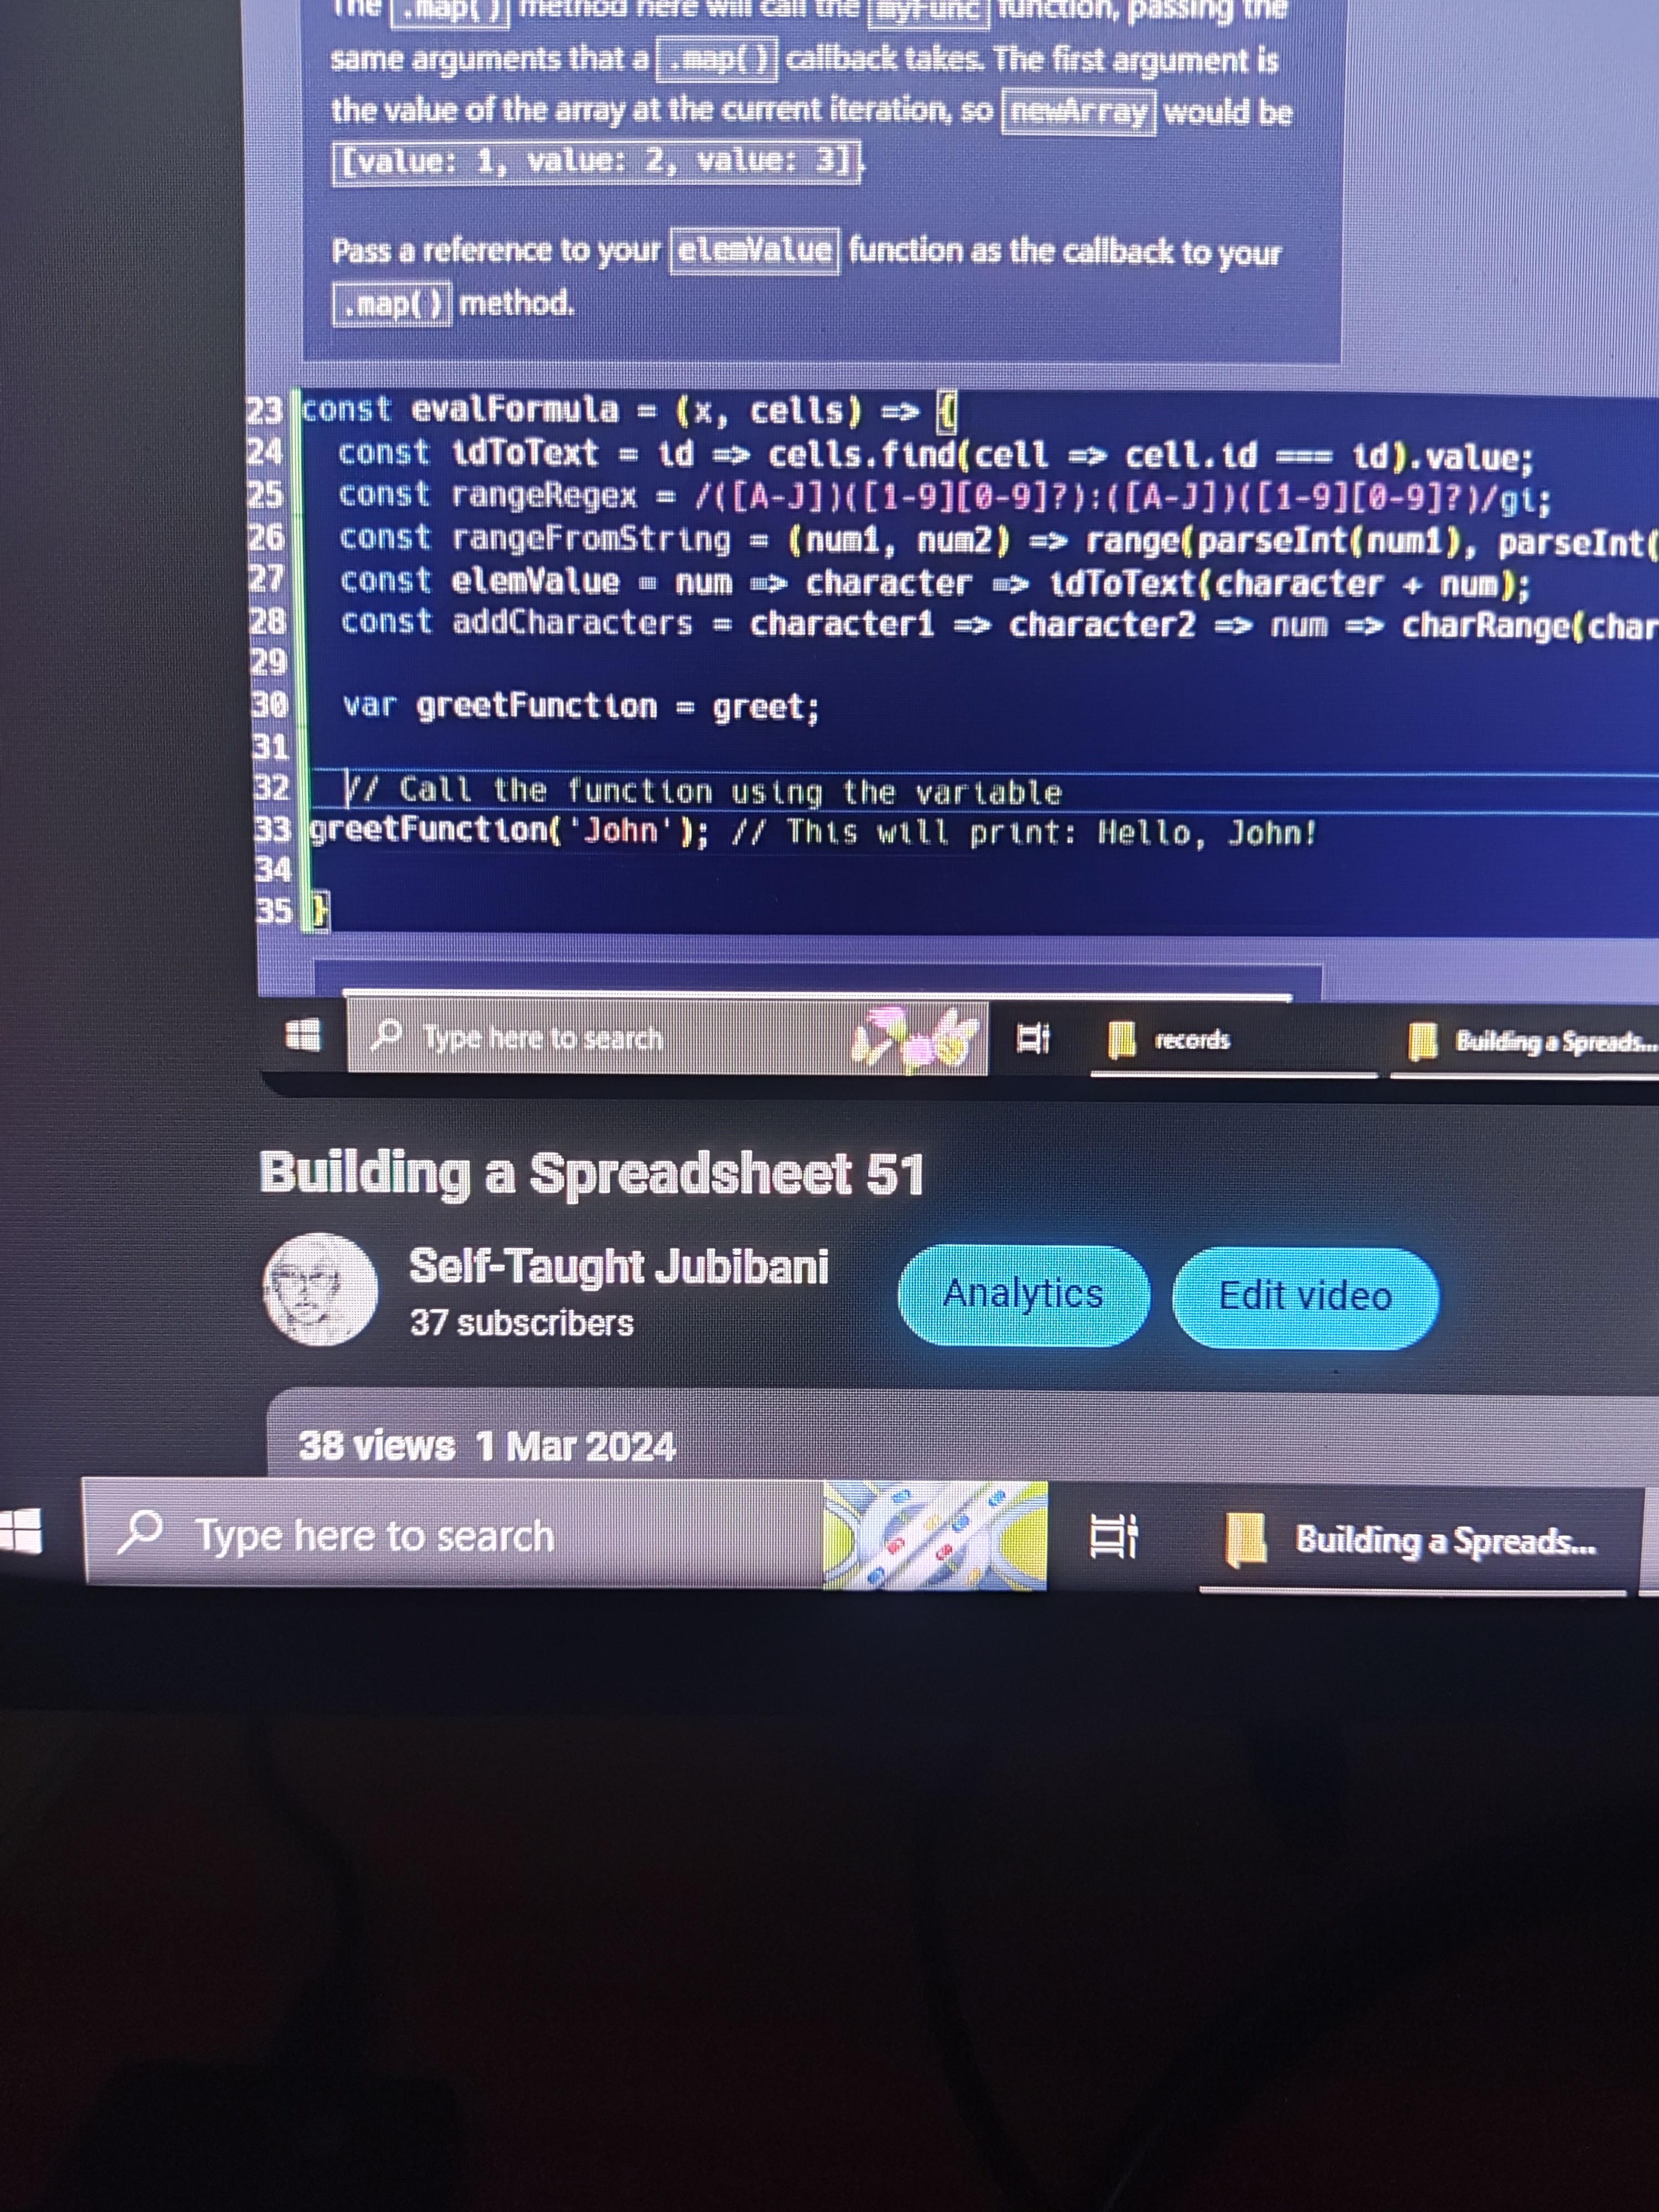 The .map() method here will call the myFunc function, passing the
same arguments that a .map() callback takes. The first argument is
the value of the array at the current iteration, so newArray would be
[value: 1, value: 2, value: 3].
Pass a reference to your elemValue function as the callback to your
.map() method.
23 const evalFormula = (x, cells) => {
24 const idToText = id => cells.find(cell => cell.id === id).value;
25 const rangeRegex = /([A-J])([1-9][0-9]?):([A-J])([1-9][0-9]?)/gi;
26 const rangeFromString = (num1, num2) => range(parseInt(num1), parseInt(
27 const elemValue = num => character => idToText(character + num);
28 const addCharacters = character1 => character2 => num => charRange(char
29
30 var greetFunction = greet;
31
32 // Call the function using the variable
33 greetFunction('John'); // This will print: Hello, John!
34
35 }
Type here to search
records
Building a Spreads...
Building a Spreadsheet 51
Self-Taught Jubibani
37 subscribers
Analytics
Edit video
38 views 1 Mar 2024
Type here to search
Building a Spreads...